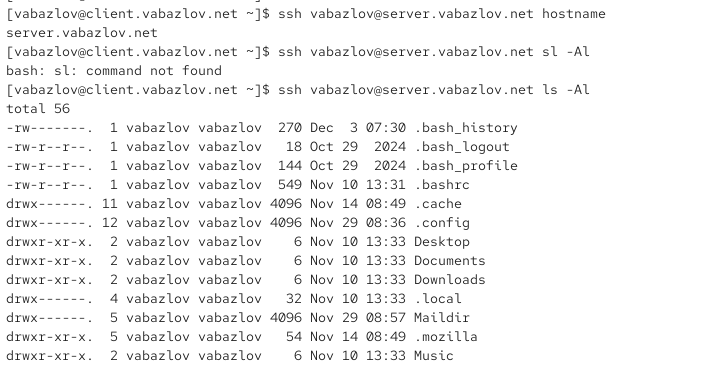 [vabazlov@client.vabazlov.net ~]$ ssh vabazlov@server.vabazlov.net hostname
server.vabazlov.net
[vabazlov@client.vabazlov.net ~]$ ssh vabazlov@server.vabazlov.net sl -Al
bash: sl: command not found
[vabazlov@client.vabazlov.net ~]$ ssh vabazlov@server.vabazlov.net ls -Al
total 56
-rw-------.  1 vabazlov vabazlov  270 Dec  3 07:30 .bash_history
-rw-r--r--.  1 vabazlov vabazlov   18 Oct 29  2024 .bash_logout
-rw-r--r--.  1 vabazlov vabazlov  144 Oct 29  2024 .bash_profile
-rw-r--r--.  1 vabazlov vabazlov  549 Nov 10 13:31 .bashrc
drwx------. 11 vabazlov vabazlov 4096 Nov 14 08:49 .cache
drwx------. 12 vabazlov vabazlov 4096 Nov 29 08:36 .config
drwxr-xr-x.  2 vabazlov vabazlov    6 Nov 10 13:33 Desktop
drwxr-xr-x.  2 vabazlov vabazlov    6 Nov 10 13:33 Documents
drwxr-xr-x.  2 vabazlov vabazlov    6 Nov 10 13:33 Downloads
drwx------.  4 vabazlov vabazlov   32 Nov 10 13:33 .local
drwx------.  5 vabazlov vabazlov 4096 Nov 29 08:57 Maildir
drwxr-xr-x.  5 vabazlov vabazlov   54 Nov 14 08:49 .mozilla
drwxr-xr-x.  2 vabazlov vabazlov    6 Nov 10 13:33 Music